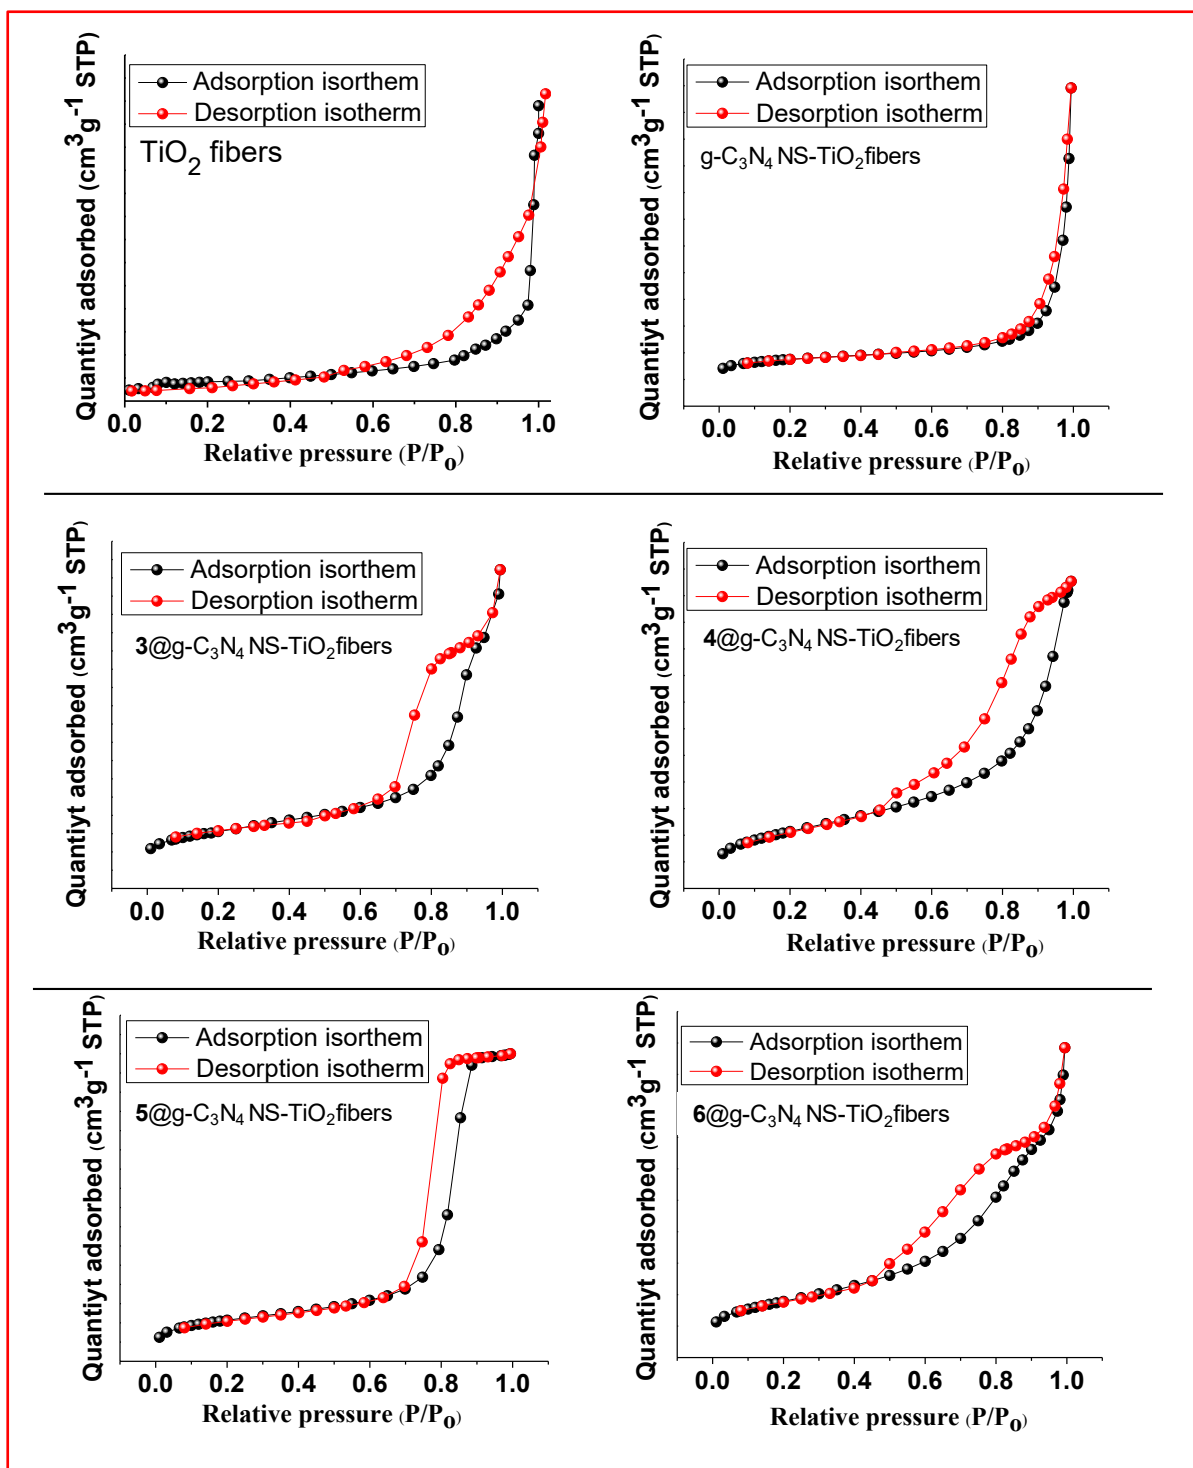 Quantiyt adsorbed (cm³g⁻¹ STP)
Adsorption isorthem
Desorption isotherm
TiO₂ fibers
0.0 0.2 0.4 0.6 0.8 1.0
Relative pressure (P/Po)
Quantiyt adsorbed (cm³g⁻¹ STP)
Adsorption isorthem
Desorption isotherm
g-C₃N₄ NS-TiO₂fibers
0.0 0.2 0.4 0.6 0.8 1.0
Relative pressure (P/Po)
Quantiyt adsorbed (cm³g⁻¹ STP)
Adsorption isorthem
Desorption isotherm
3@g-C₃N₄ NS-TiO₂fibers
0.0 0.2 0.4 0.6 0.8 1.0
Relative pressure (P/Po)
Quantiyt adsorbed (cm³g⁻¹ STP)
Adsorption isorthem
Desorption isotherm
4@g-C₃N₄ NS-TiO₂fibers
0.0 0.2 0.4 0.6 0.8 1.0
Relative pressure (P/Po)
Quantiyt adsorbed (cm³g⁻¹ STP)
Adsorption isorthem
Desorption isotherm
5@g-C₃N₄ NS-TiO₂fibers
0.0 0.2 0.4 0.6 0.8 1.0
Relative pressure (P/Po)
Quantiyt adsorbed (cm³g⁻¹ STP)
Adsorption isorthem
Desorption isotherm
6@g-C₃N₄ NS-TiO₂fibers
0.0 0.2 0.4 0.6 0.8 1.0
Relative pressure (P/Po)